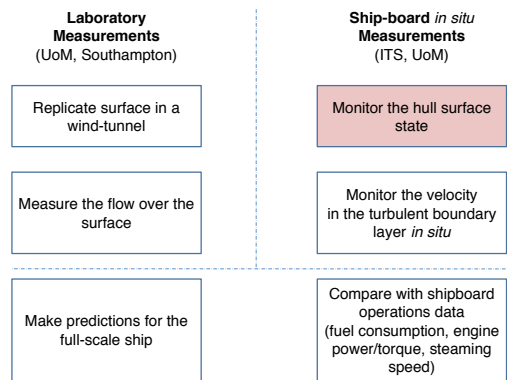 Laboratory
Measurements
(UoM, Southampton)
Replicate surface in a
wind-tunnel
Measure the flow over the
surface
Make predictions for the
full-scale ship
Ship-board in situ
Measurements
(ITS, UoM)
Monitor the hull surface
state
Monitor the velocity
in the turbulent boundary
layer in situ
Compare with shipboard
operations data
(fuel consumption, engine
power/torque, steaming
speed)